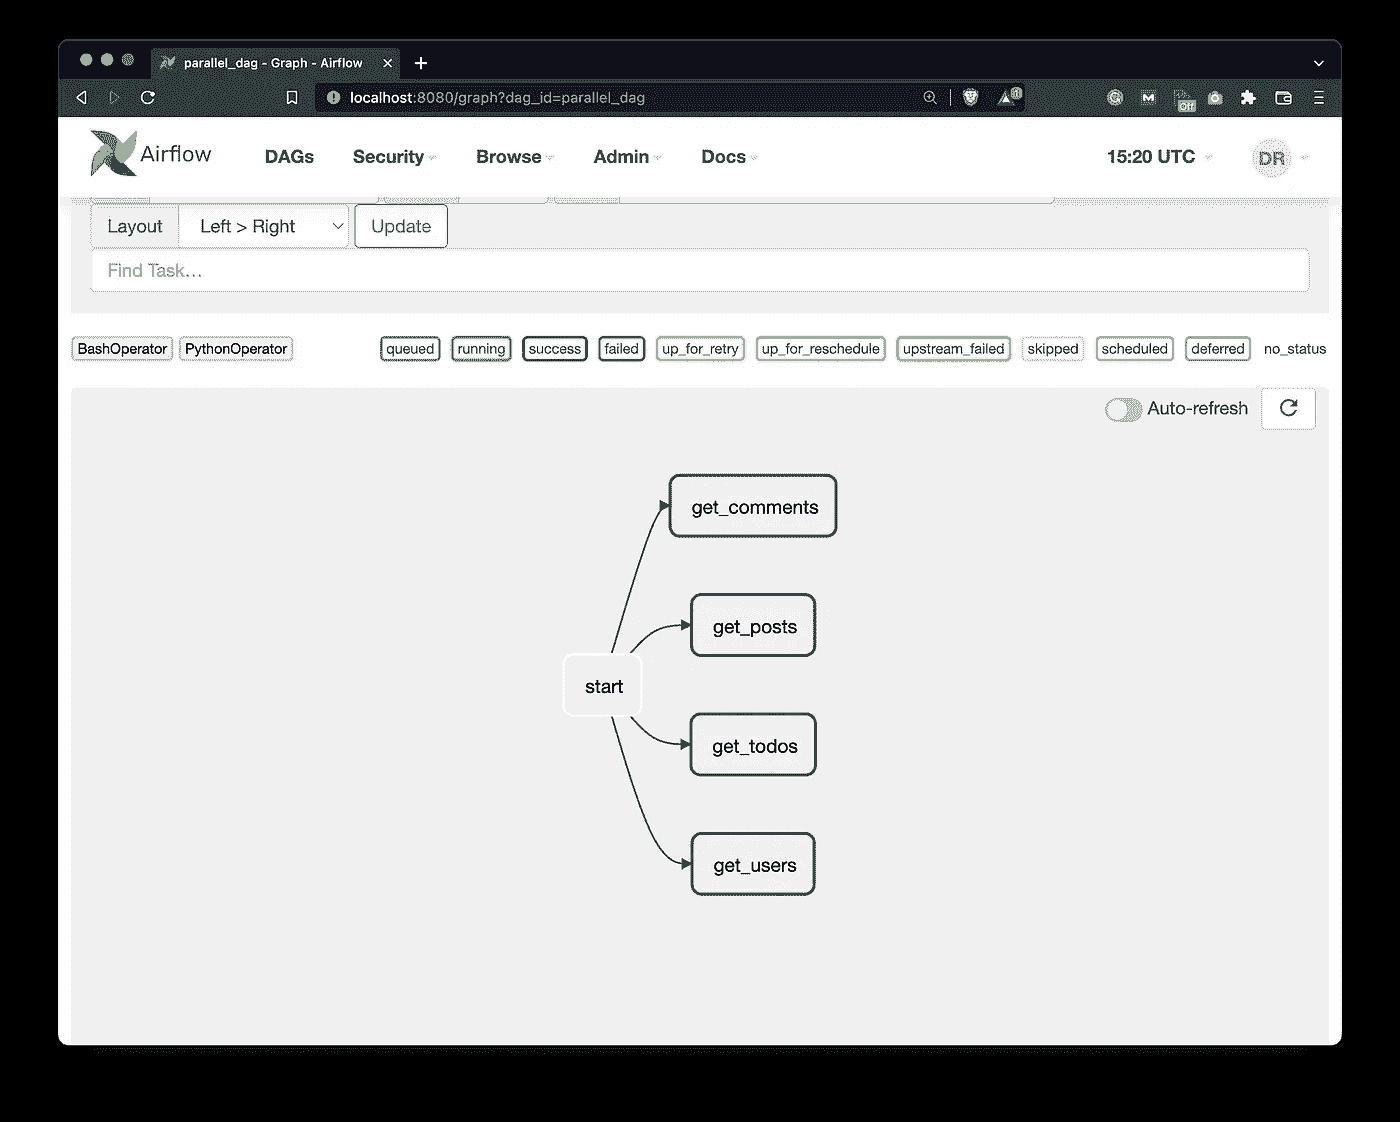 parallel_dag - Graph - Airflow
localhost:8080/graph?dag_id=parallel_dag
Off
Airflow DAGs Security Browse Admin Docs 15:20 UTC DR
Layout Left > Right Update
Find Task...
BashOperator PythonOperator queued running success failed up_for_retry up_for_reschedule upstream_failed skipped scheduled deferred no_status
Auto-refresh
get_comments
get_posts
start
get_todos
get_users